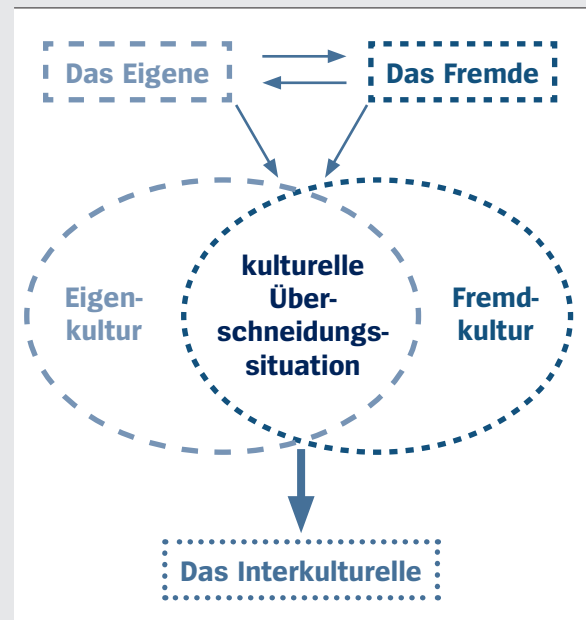 Das Eigene
Das Fremde
Eigen-
kultur
kulturelle
Über-
schneidungs-
situation
Fremd-
kultur
Das Interkulturelle